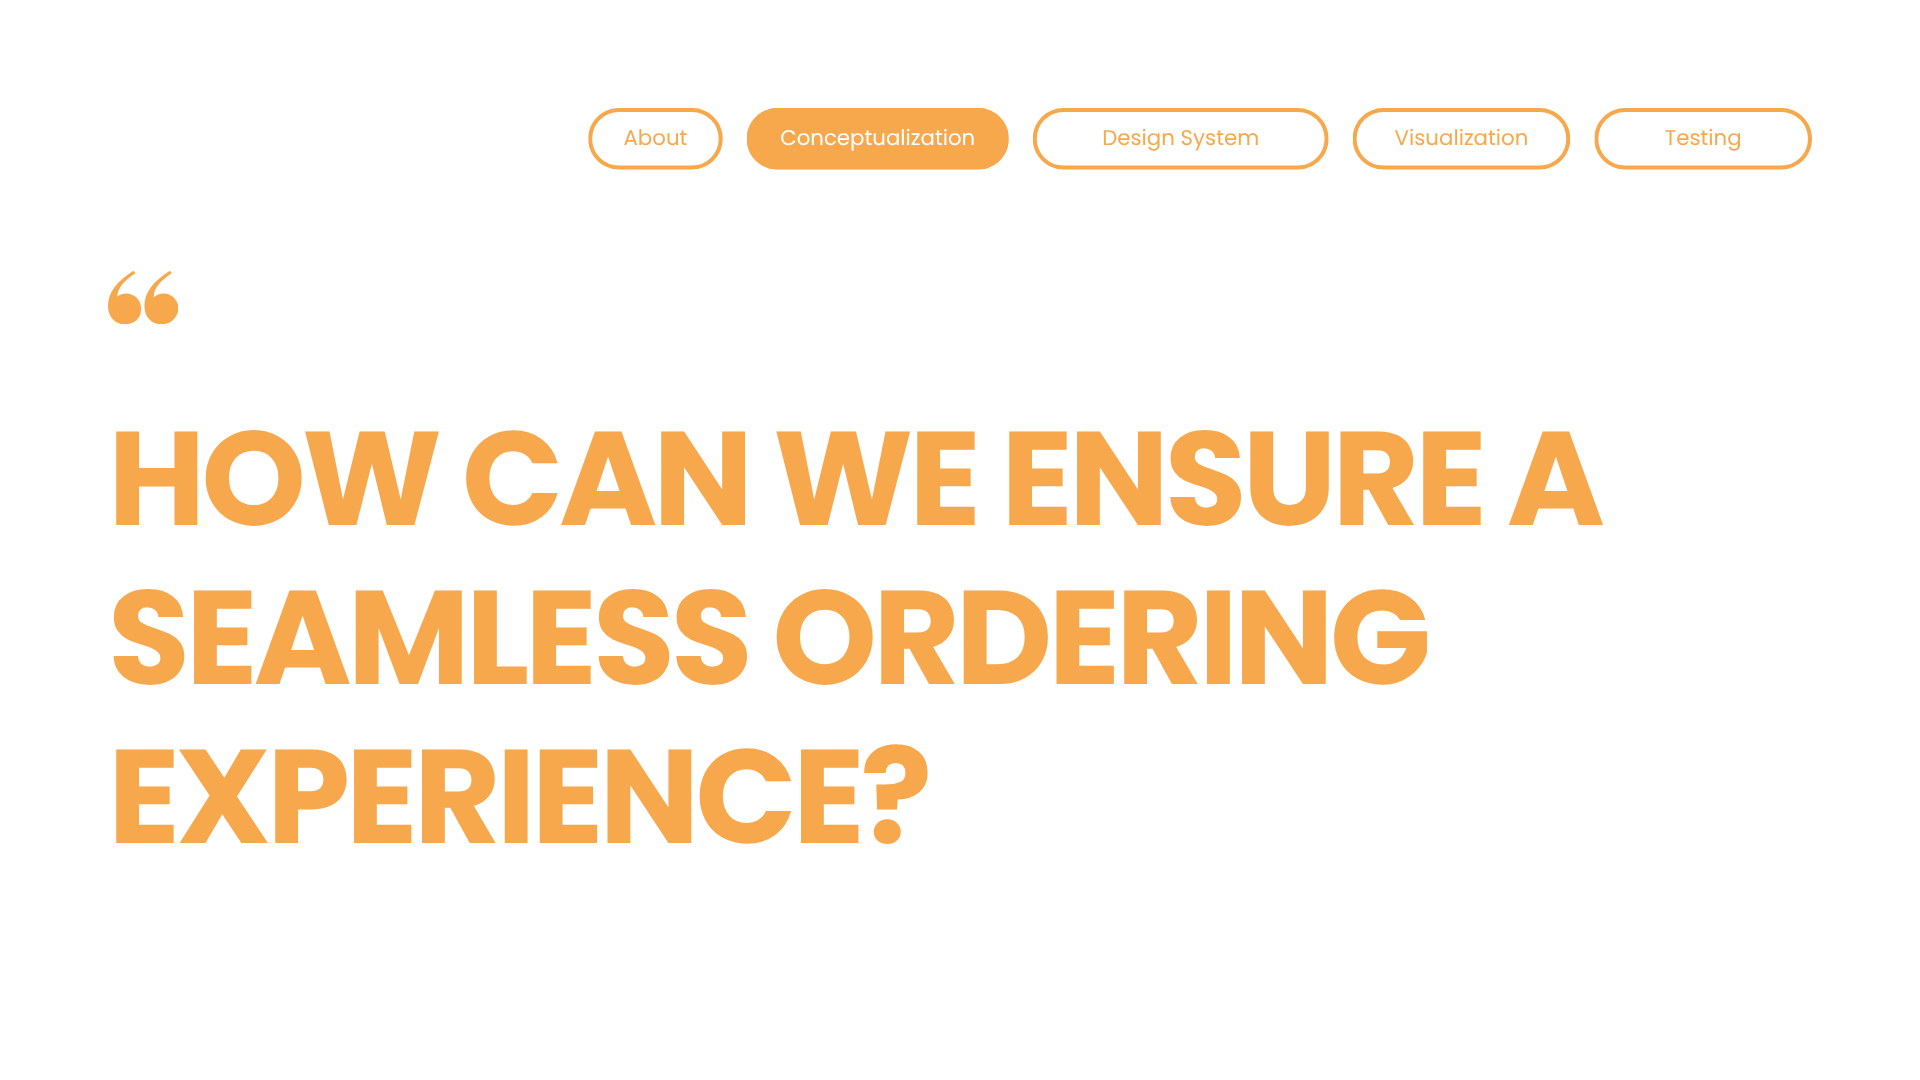 About Conceptualization Design System Visualization Testing
“
HOW CAN WE ENSURE A
SEAMLESS ORDERING
EXPERIENCE?